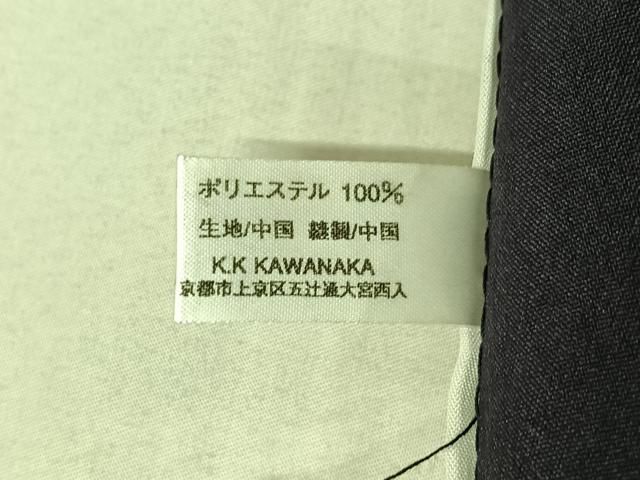 ポリエステル 100%
生地/中国 縫製/中国
K.K KAWANAKA
京都市上京区五辻通大宮西入